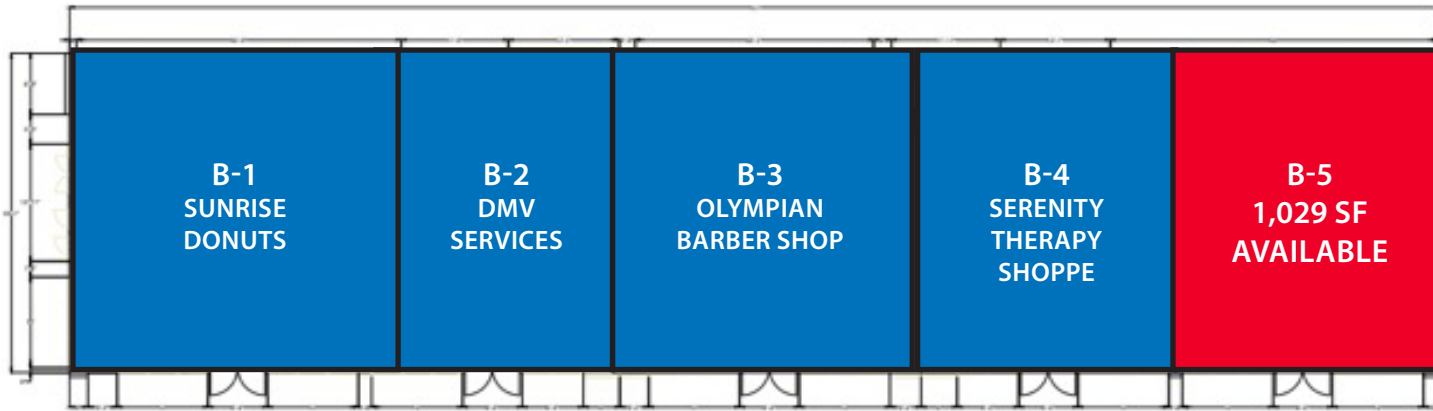 B-1
SUNRISE
DONUTS
B-2
DMV
SERVICES
B-3
OLYMPIAN
BARBER SHOP
B-4
SERENITY
THERAPY
SHOPPE
B-5
1,029 SF
AVAILABLE